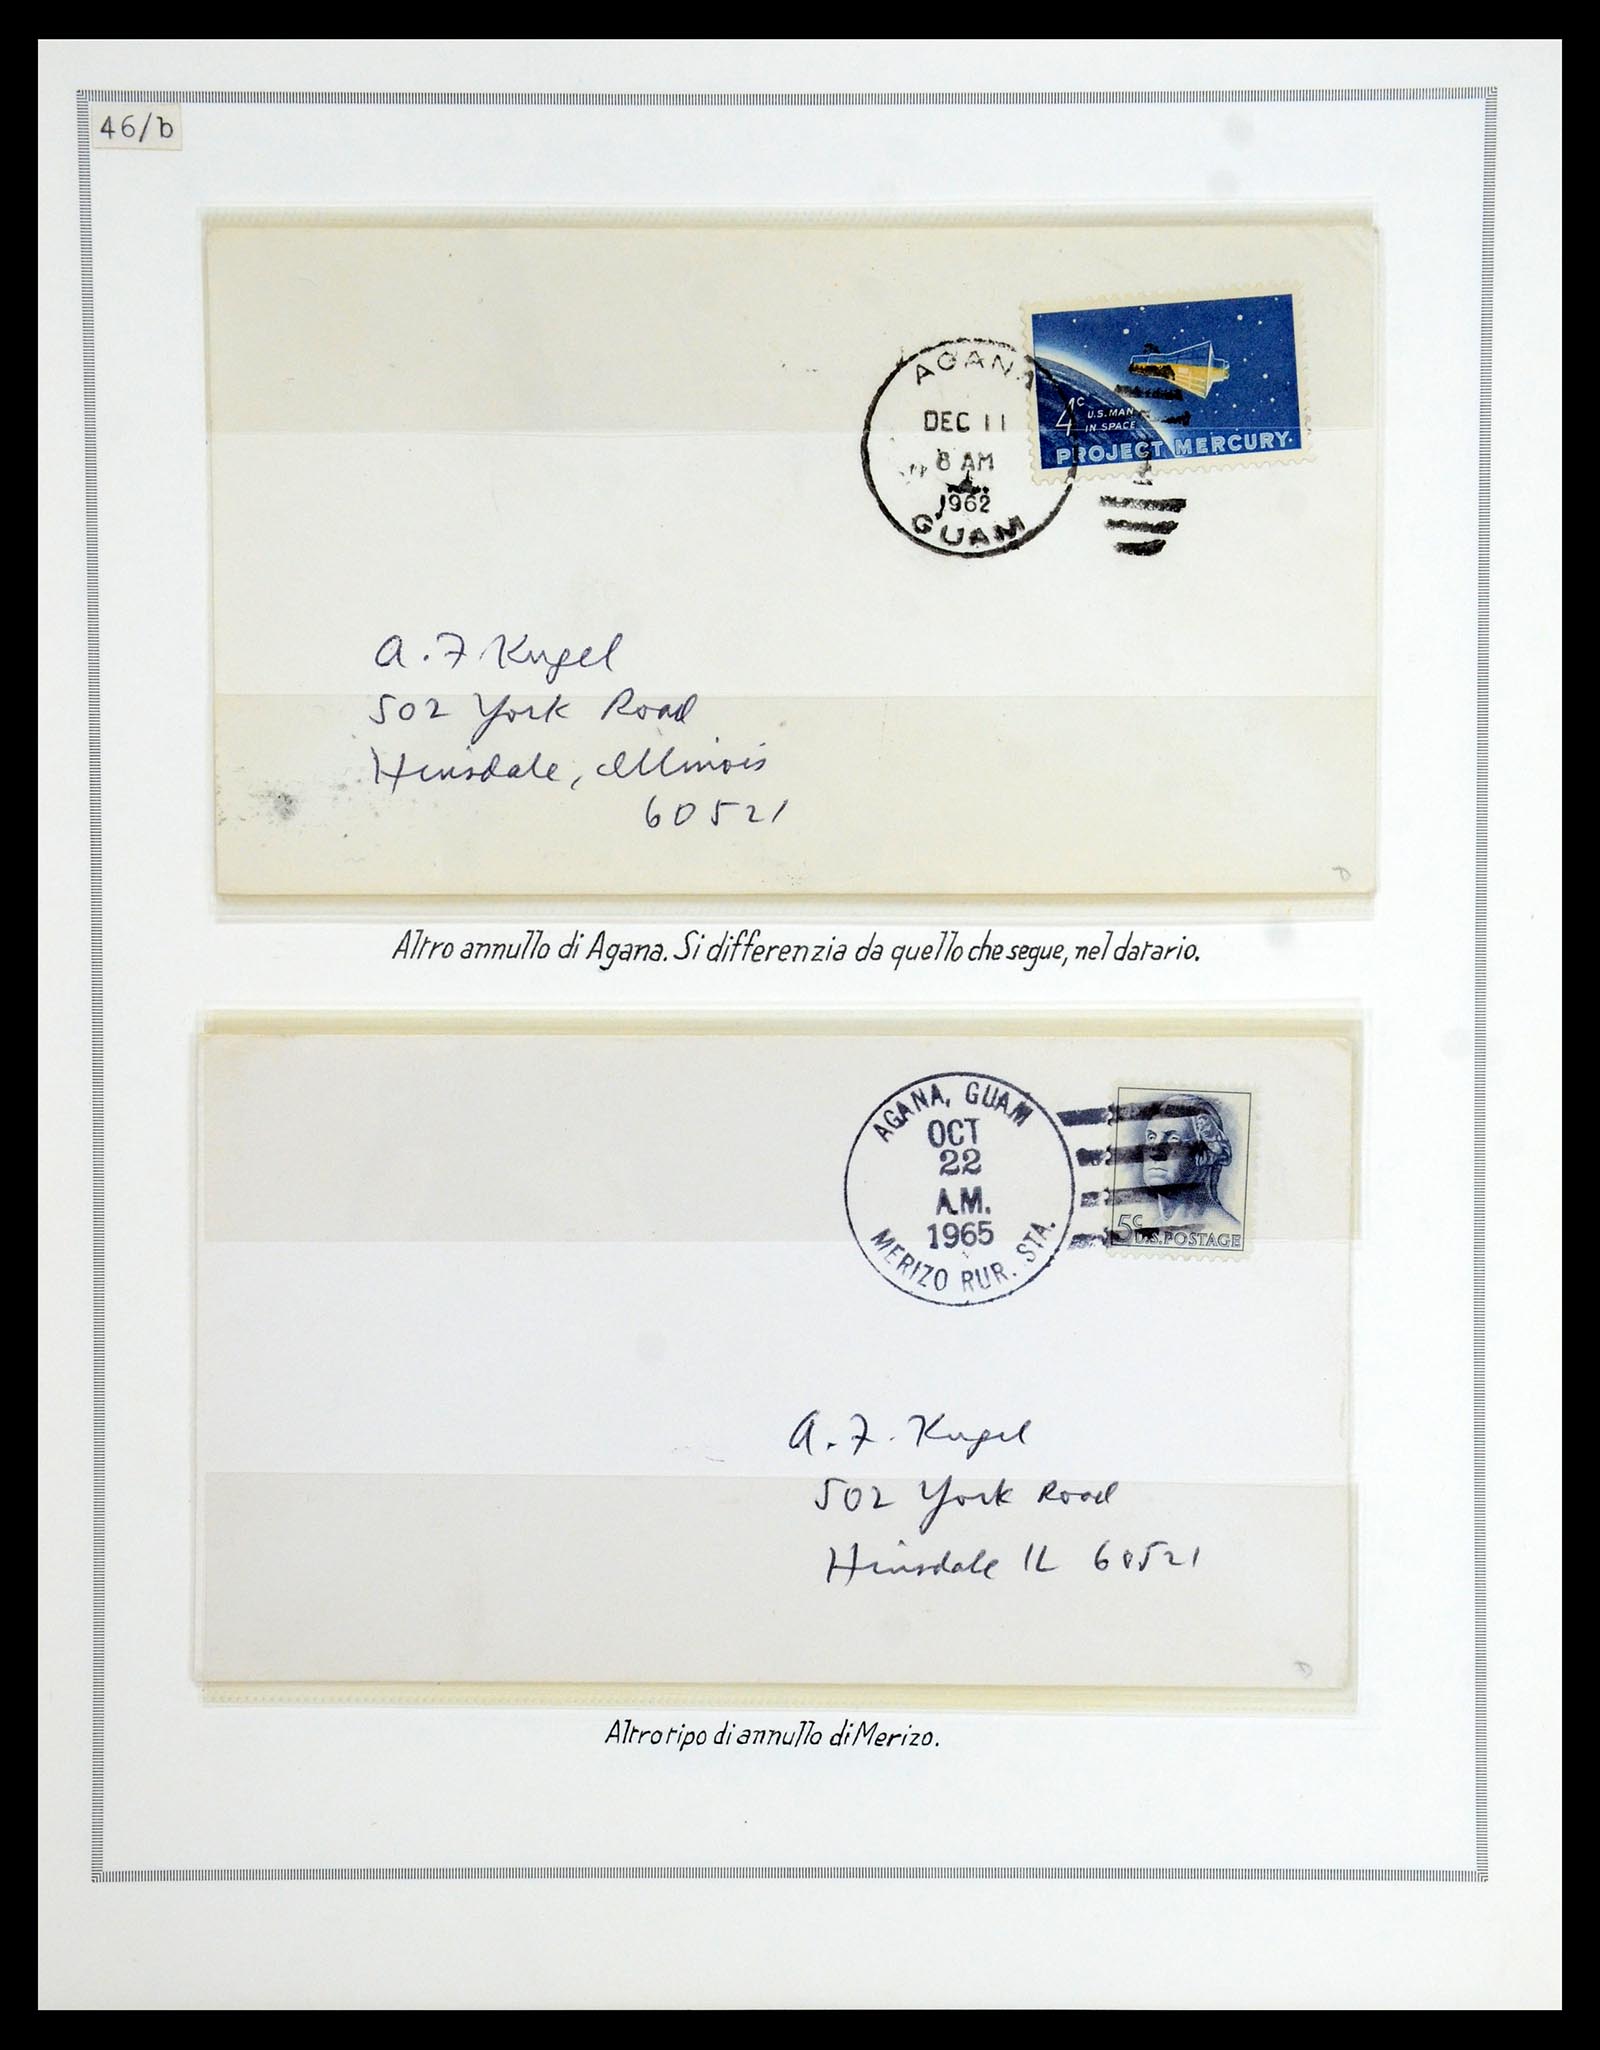 46/b
AGANA
DEC 11
8 AM
1962
GUAM
4c U.S. MAN
IN SPACE
PROJECT MERCURY
A. F. Kugel
502 York Road
Hinsdale, Illinois
60521
D
Altro annullo di Agana. Si differenzia da quello che segue, nel datario.
AGANA, GUAM
OCT
22
A.M.
1965
MERIZO RUR. STA.
5c
U.S. POSTAGE
A. F. Kugel
502 York Road
Hinsdale IL 60521
D
Altro tipo di annullo di Merizo.